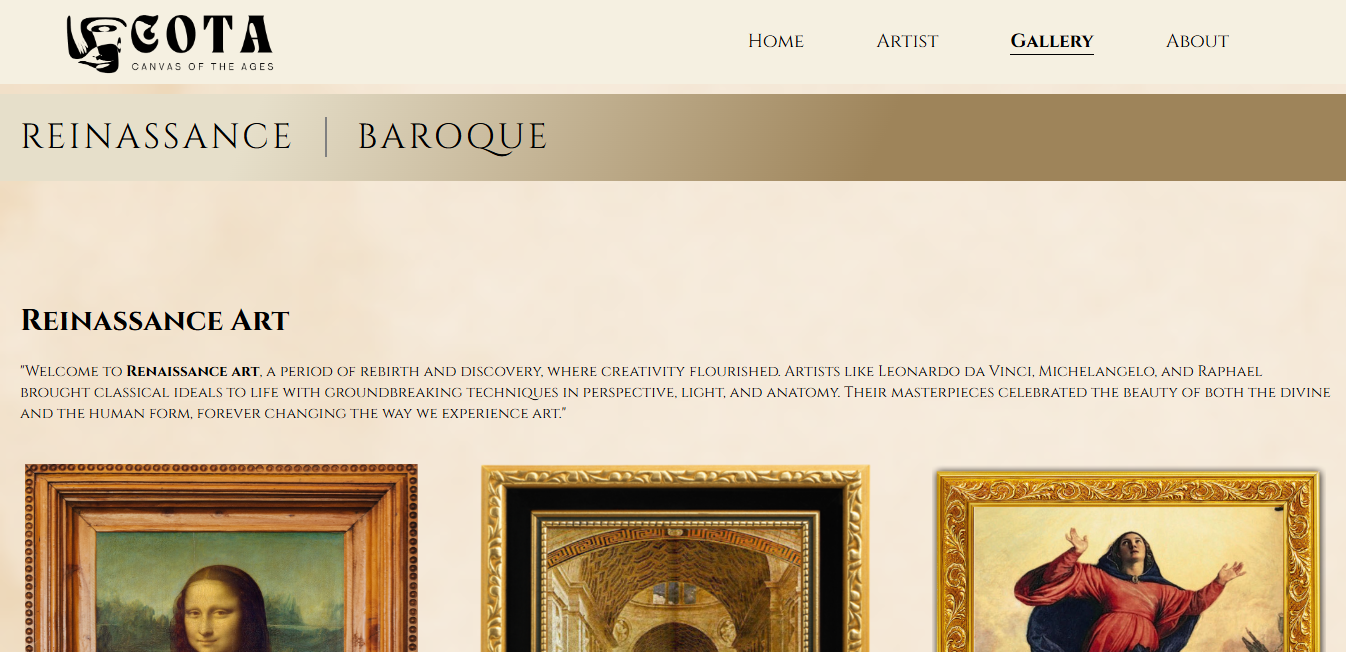 COTA
CANVAS OF THE AGES
Home Artist Gallery About
REINASSANCE | BAROQUE
Reinassance Art
"Welcome to Renaissance art, a period of rebirth and discovery, where creativity flourished. Artists like Leonardo da Vinci, Michelangelo, and Raphael
brought classical ideals to life with groundbreaking techniques in perspective, light, and anatomy. Their masterpieces celebrated the beauty of both the divine
and the human form, forever changing the way we experience art."